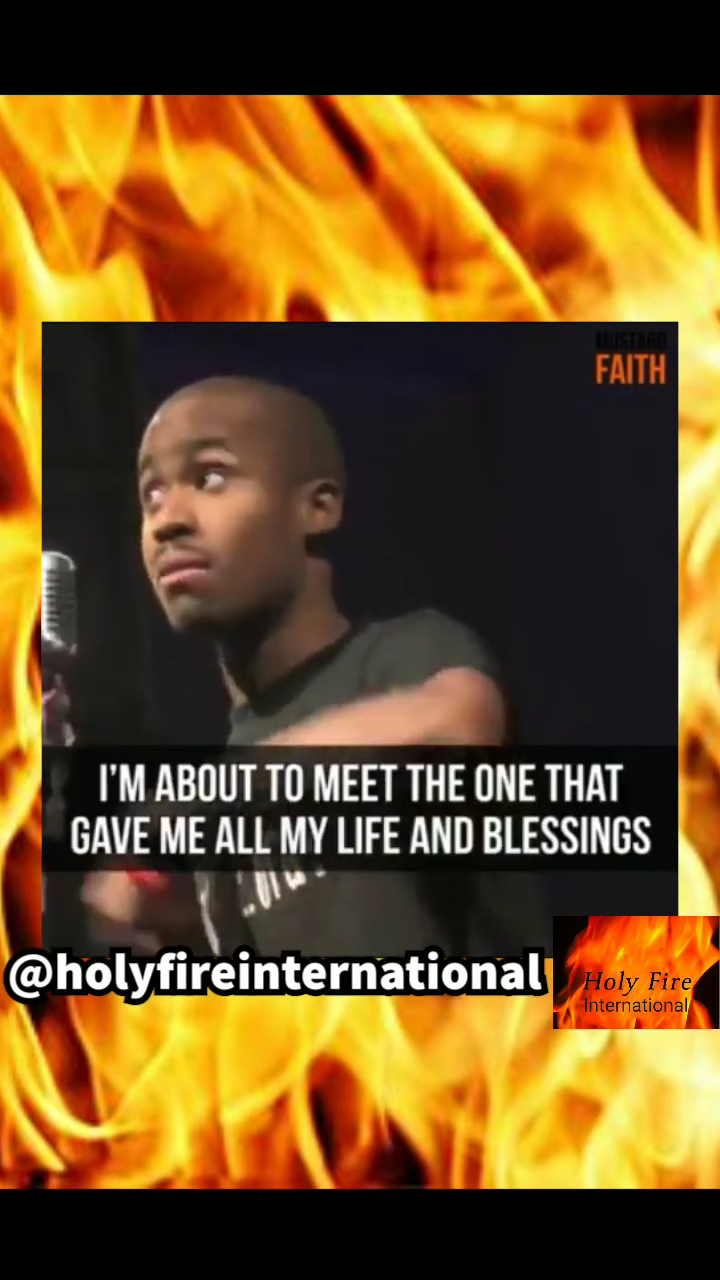 MUSTARD
FAITH
I'M ABOUT TO MEET THE ONE THAT
GAVE ME ALL MY LIFE AND BLESSINGS
@holyfireinternational
Holy Fire
International